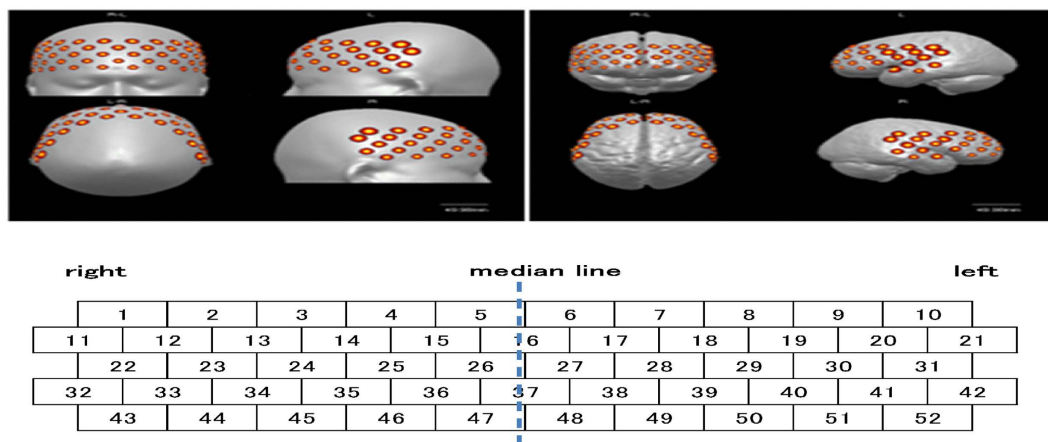 R-L L R-L L
L-R R L-R R
right median line left
1 2 3 4 5 6 7 8 9 10
11 12 13 14 15 16 17 18 19 20 21
22 23 24 25 26 27 28 29 30 31
32 33 34 35 36 37 38 39 40 41 42
43 44 45 46 47 48 49 50 51 52